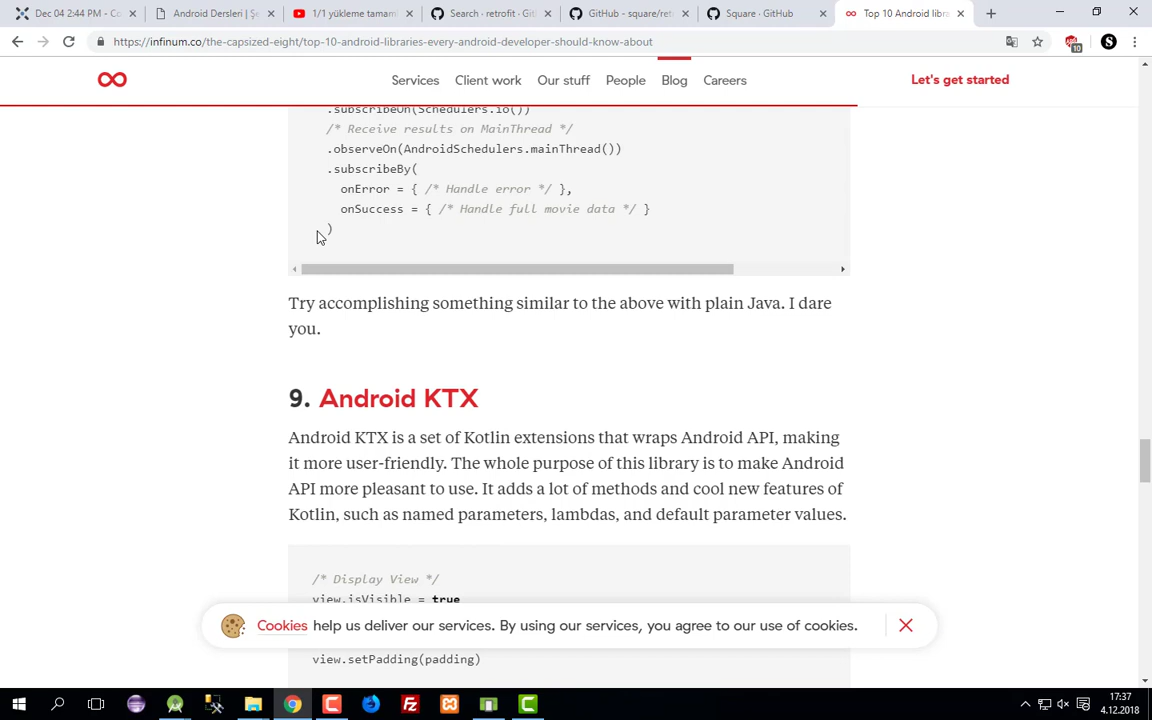 Dec 04 2:44 PM - Co
Android Dersleri | Şe
1/1 yükleme tamam
Search · retrofit · Git
GitHub - square/ret
Square · GitHub
Top 10 Android libra
https://infinum.co/the-capsized-eight/top-10-android-libraries-every-android-developer-should-know-about
10
S
Services
Client work
Our stuff
People
Blog
Careers
Let's get started
.subscribeOn(Schedulers.io())
/* Receive results on MainThread */
.observeOn(AndroidSchedulers.mainThread())
.subscribeBy(
onError = { /* Handle error */ },
onSuccess = { /* Handle full movie data */ }
)
Try accomplishing something similar to the above with plain Java. I dare
you.
9. Android KTX
Android KTX is a set of Kotlin extensions that wraps Android API, making
it more user-friendly. The whole purpose of this library is to make Android
API more pleasant to use. It adds a lot of methods and cool new features of
Kotlin, such as named parameters, lambdas, and default parameter values.
/* Display View */
view.isVisible = true
Cookies help us deliver our services. By using our services, you agree to our use of cookies.
view.setPadding(padding)
17:37
4.12.2018